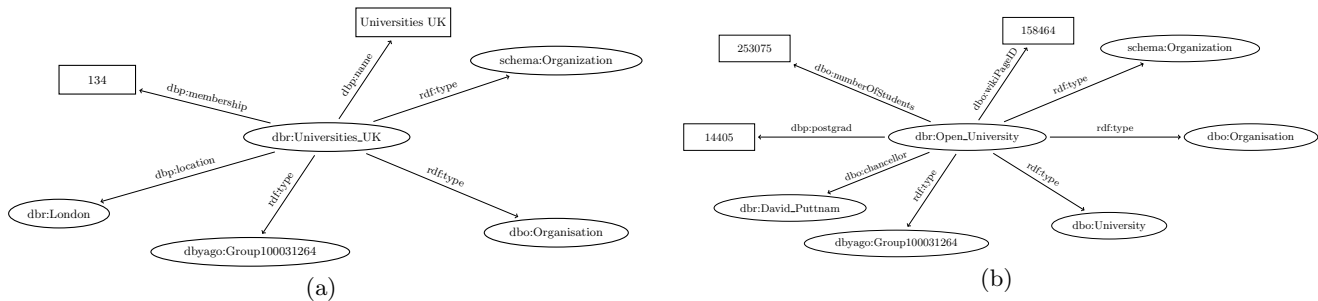 Universities UK
134
schema:Organization
dbp:name
dbp:membership
rdf:type
dbr:Universities_UK
dbp:location
rdf:type
rdf:type
dbr:London
dbo:Organisation
dbyago:Group100031264
(a)
158464
253075
schema:Organization
dbo:numberOfStudents
dbo:wikiPageID
rdf:type
14405
dbp:postgrad
dbr:Open_University
rdf:type
dbo:Organisation
dbo:chancellor
rdf:type
rdf:type
dbr:David_Puttnam
dbo:University
dbyago:Group100031264
(b)